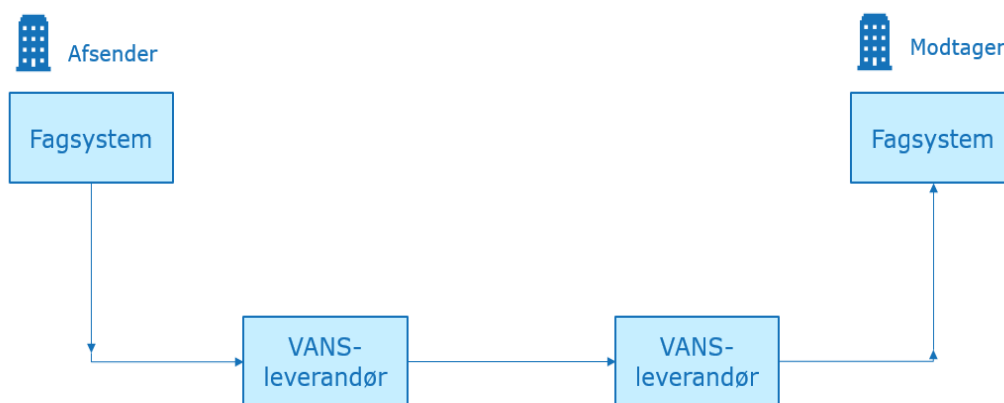 Afsender
Modtager
Fagsystem
Fagsystem
VANS-
leverandør
VANS-
leverandør